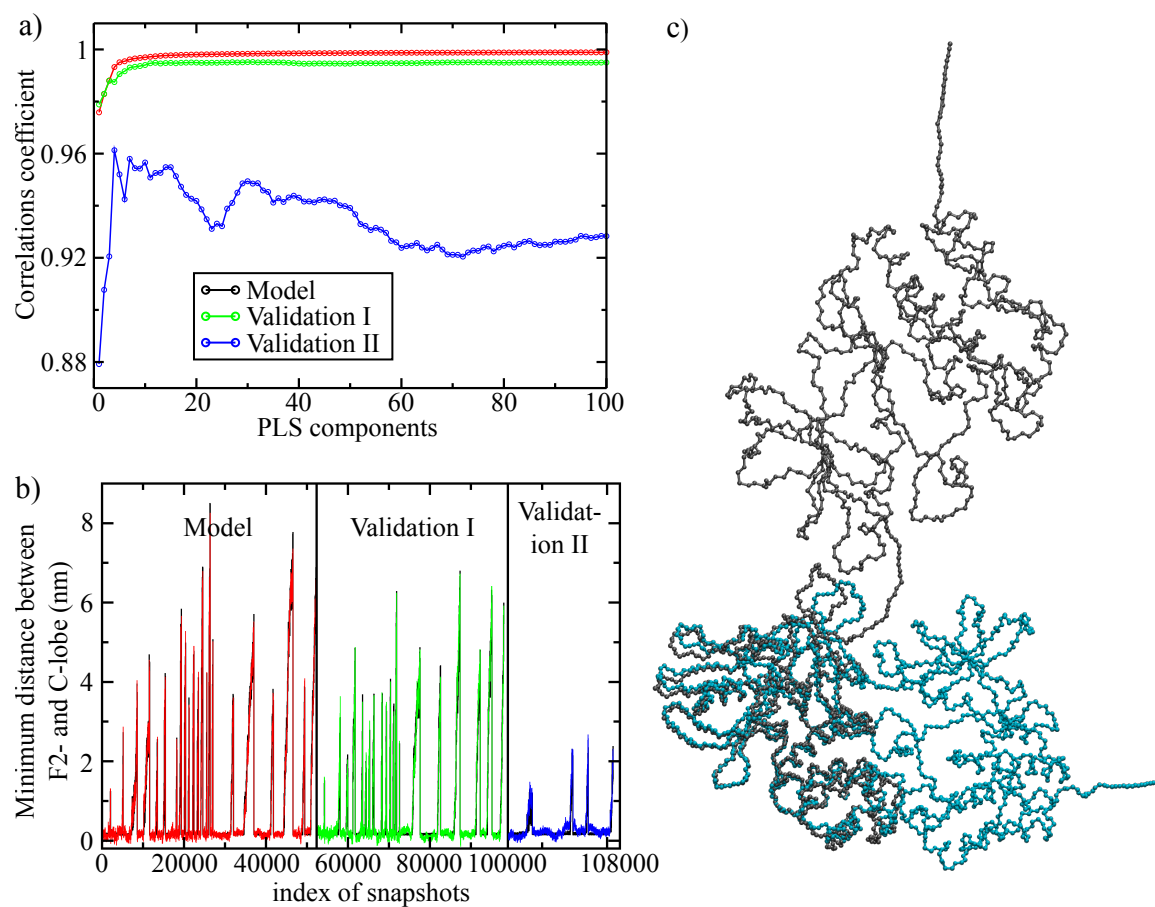 a)
1
0.96
0.92
0.88
Correlations coefficient
Model
Validation I
Validation II
0
20
40
60
80
100
PLS components
b)
8
6
4
2
0
Minimum distance between
F2- and C-lobe (nm)
Model
Validation I
Validat-
ion II
0
20000
40000
60000
80000
100000
108000
index of snapshots
c)